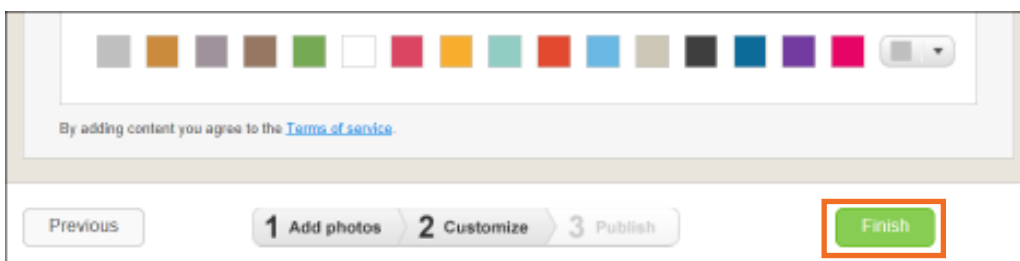 By adding content you agree to the Terms of service.
Previous 1 Add photos 2 Customize 3 Publish Finish